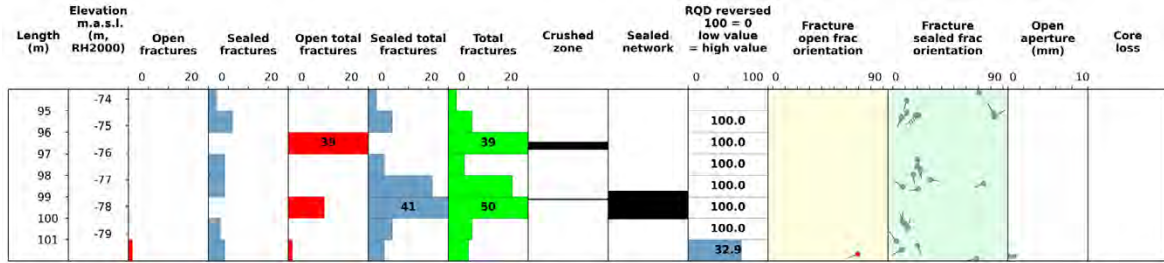 Length
(m)
Elevation
m.a.s.l.
(m,
RH2000)
Open
fractures
Sealed
fractures
Open total
fractures
Sealed total
fractures
Total
fractures
Crushed
zone
Sealed
network
RQD reversed
100 = 0
low value
= high value
Fracture
open frac
orientation
Fracture
sealed frac
orientation
Open
aperture
(mm)
Core
loss
0 20 0 20 0 20 0 20 0 20 0 100 0 90 0 90 0 10
-74
95 100.0
-75
96 39 39 100.0
97 -76 100.0
98 -77 100.0
99 -78 41 50 100.0
100 100.0
-79
101 32.9